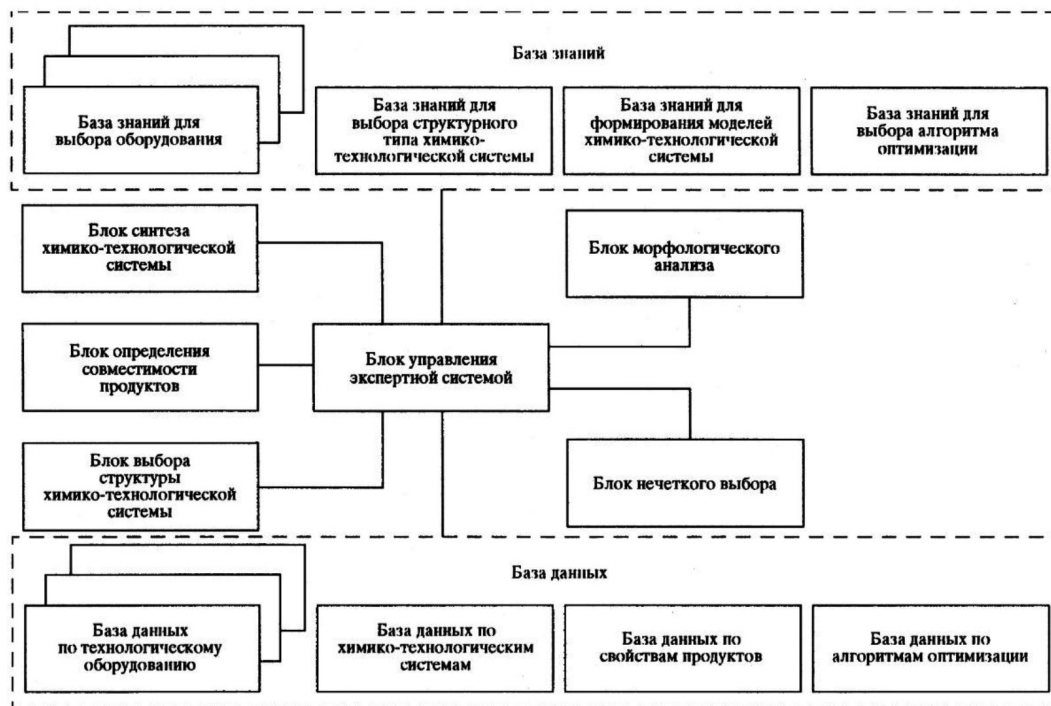 База знаний
База знаний для
выбора оборудования
База знаний для
выбора структурного
типа химико-
технологической системы
База знаний для
формирования моделей
химико-технологической
системы
База знаний для
выбора алгоритма
оптимизации
Блок синтеза
химико-технологической
системы
Блок морфологического
анализа
Блок определения
совместимости
продуктов
Блок управления
экспертной системой
Блок выбора
структуры
химико-технологической
системы
Блок нечеткого выбора
База данных
База данных
по технологическому
оборудованию
База данных по
химико-технологическим
системам
База данных по
свойствам продуктов
База данных по
алгоритмам оптимизации